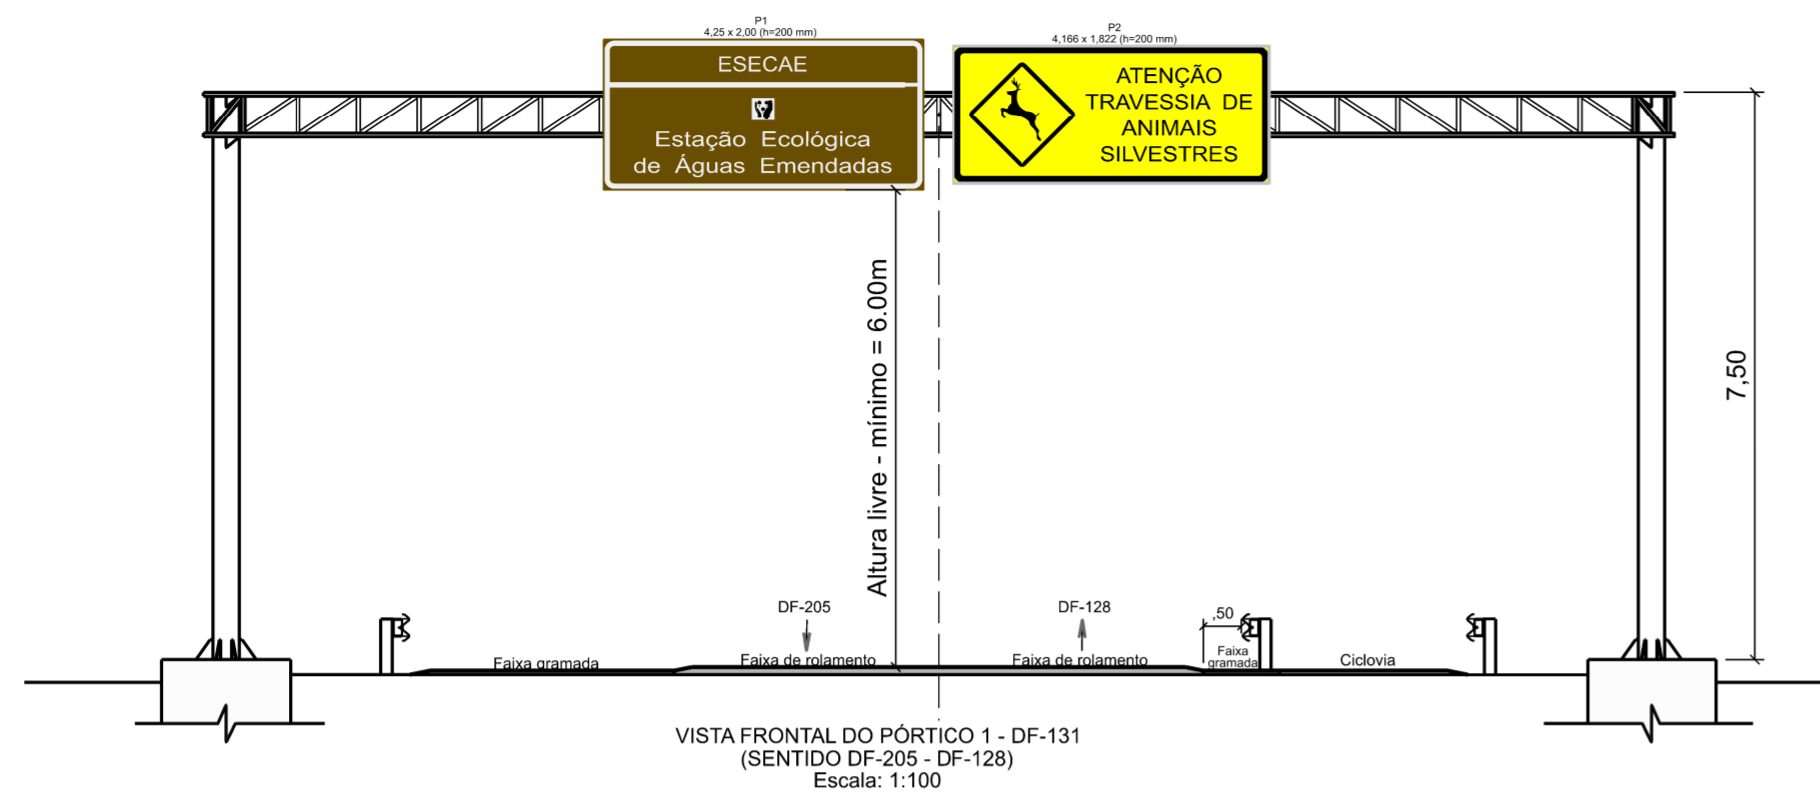 P1
4,25 x 2,00 (h=200 mm)
P2
4,166 x 1,822 (h=200 mm)
ESECAE
Estação Ecológica
de Águas Emendadas
ATENÇÃO
TRAVESSIA DE
ANIMAIS
SILVESTRES
Altura livre - mínimo = 6.00m
7,50
DF-205
DF-128
,50
Faixa gramada
Faixa de rolamento
Faixa de rolamento
Faixa
gramada
Ciclovia
VISTA FRONTAL DO PÓRTICO 1 - DF-131
(SENTIDO DF-205 - DF-128)
Escala: 1:100